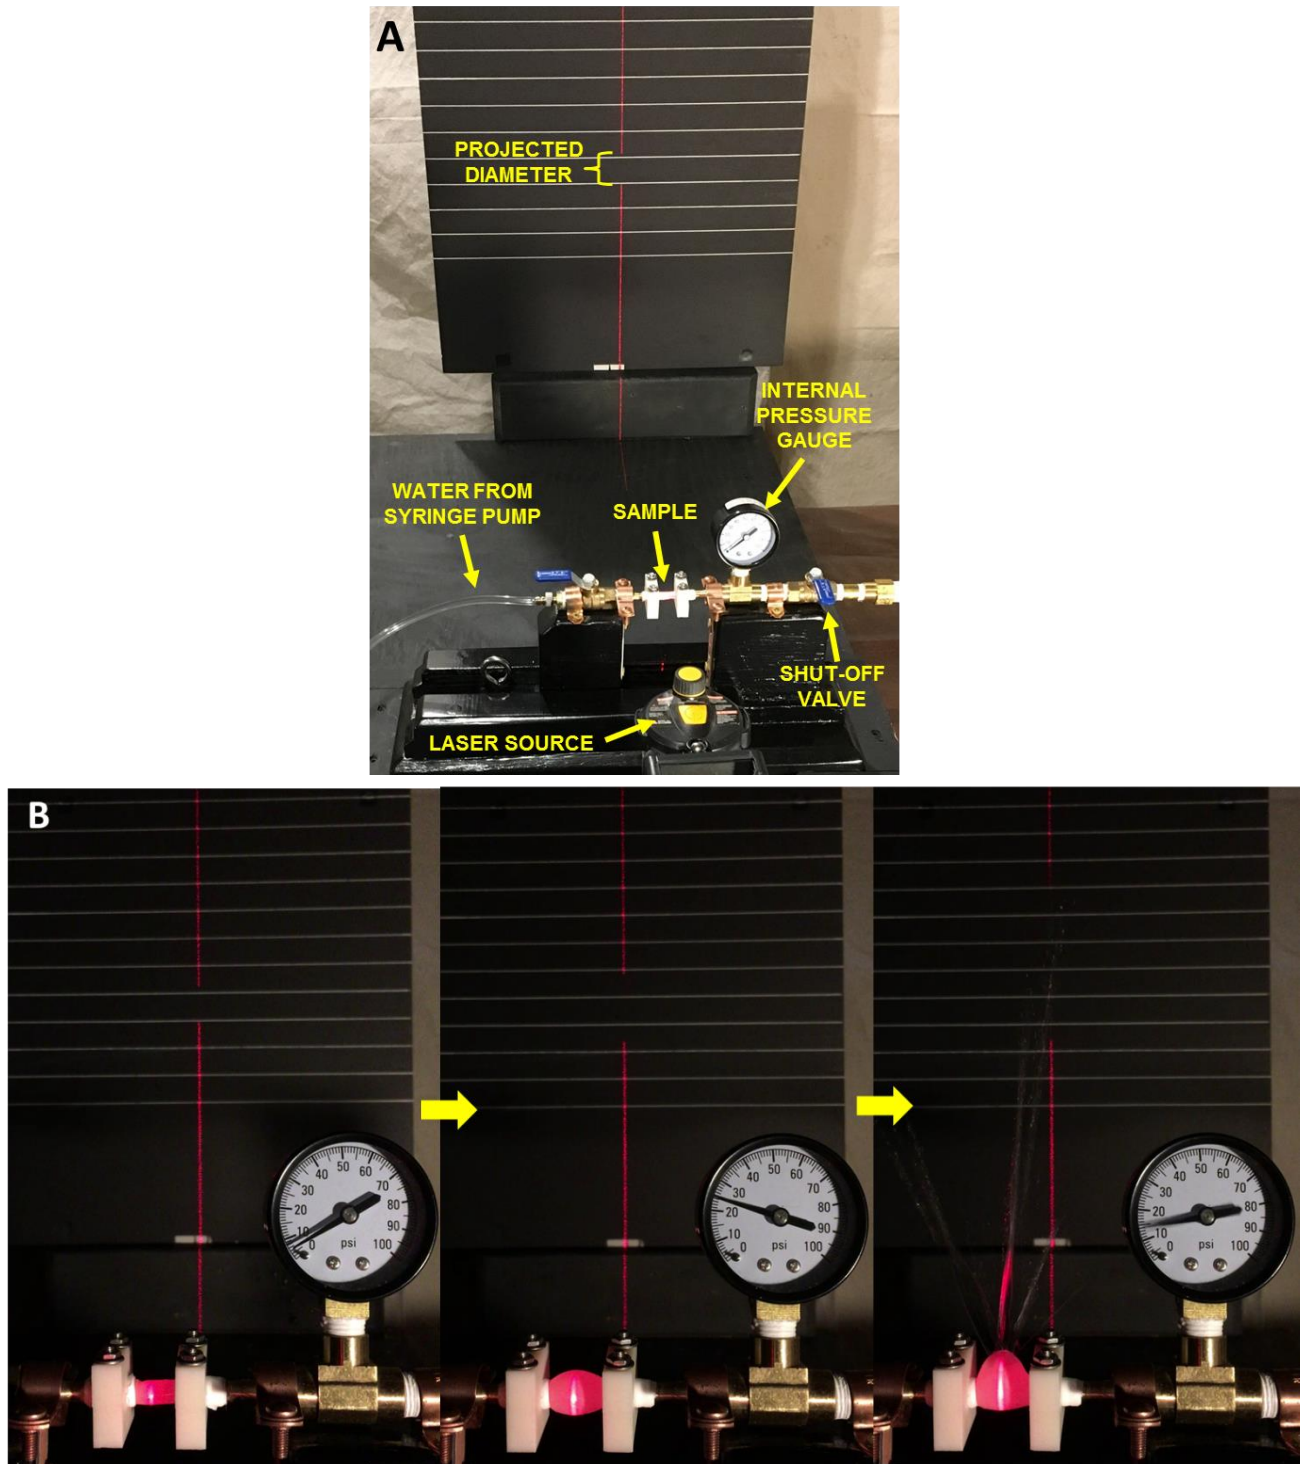 A
PROJECTED
DIAMETER
INTERNAL
PRESSURE
GAUGE
WATER FROM
SYRINGE PUMP
SAMPLE
SHUT-OFF
VALVE
LASER SOURCE
B
0 10 20 30 40 50 60 70 80 90 100
psi
0 10 20 30 40 50 60 70 80 90 100
psi
0 10 20 30 40 50 60 70 80 90 100
psi